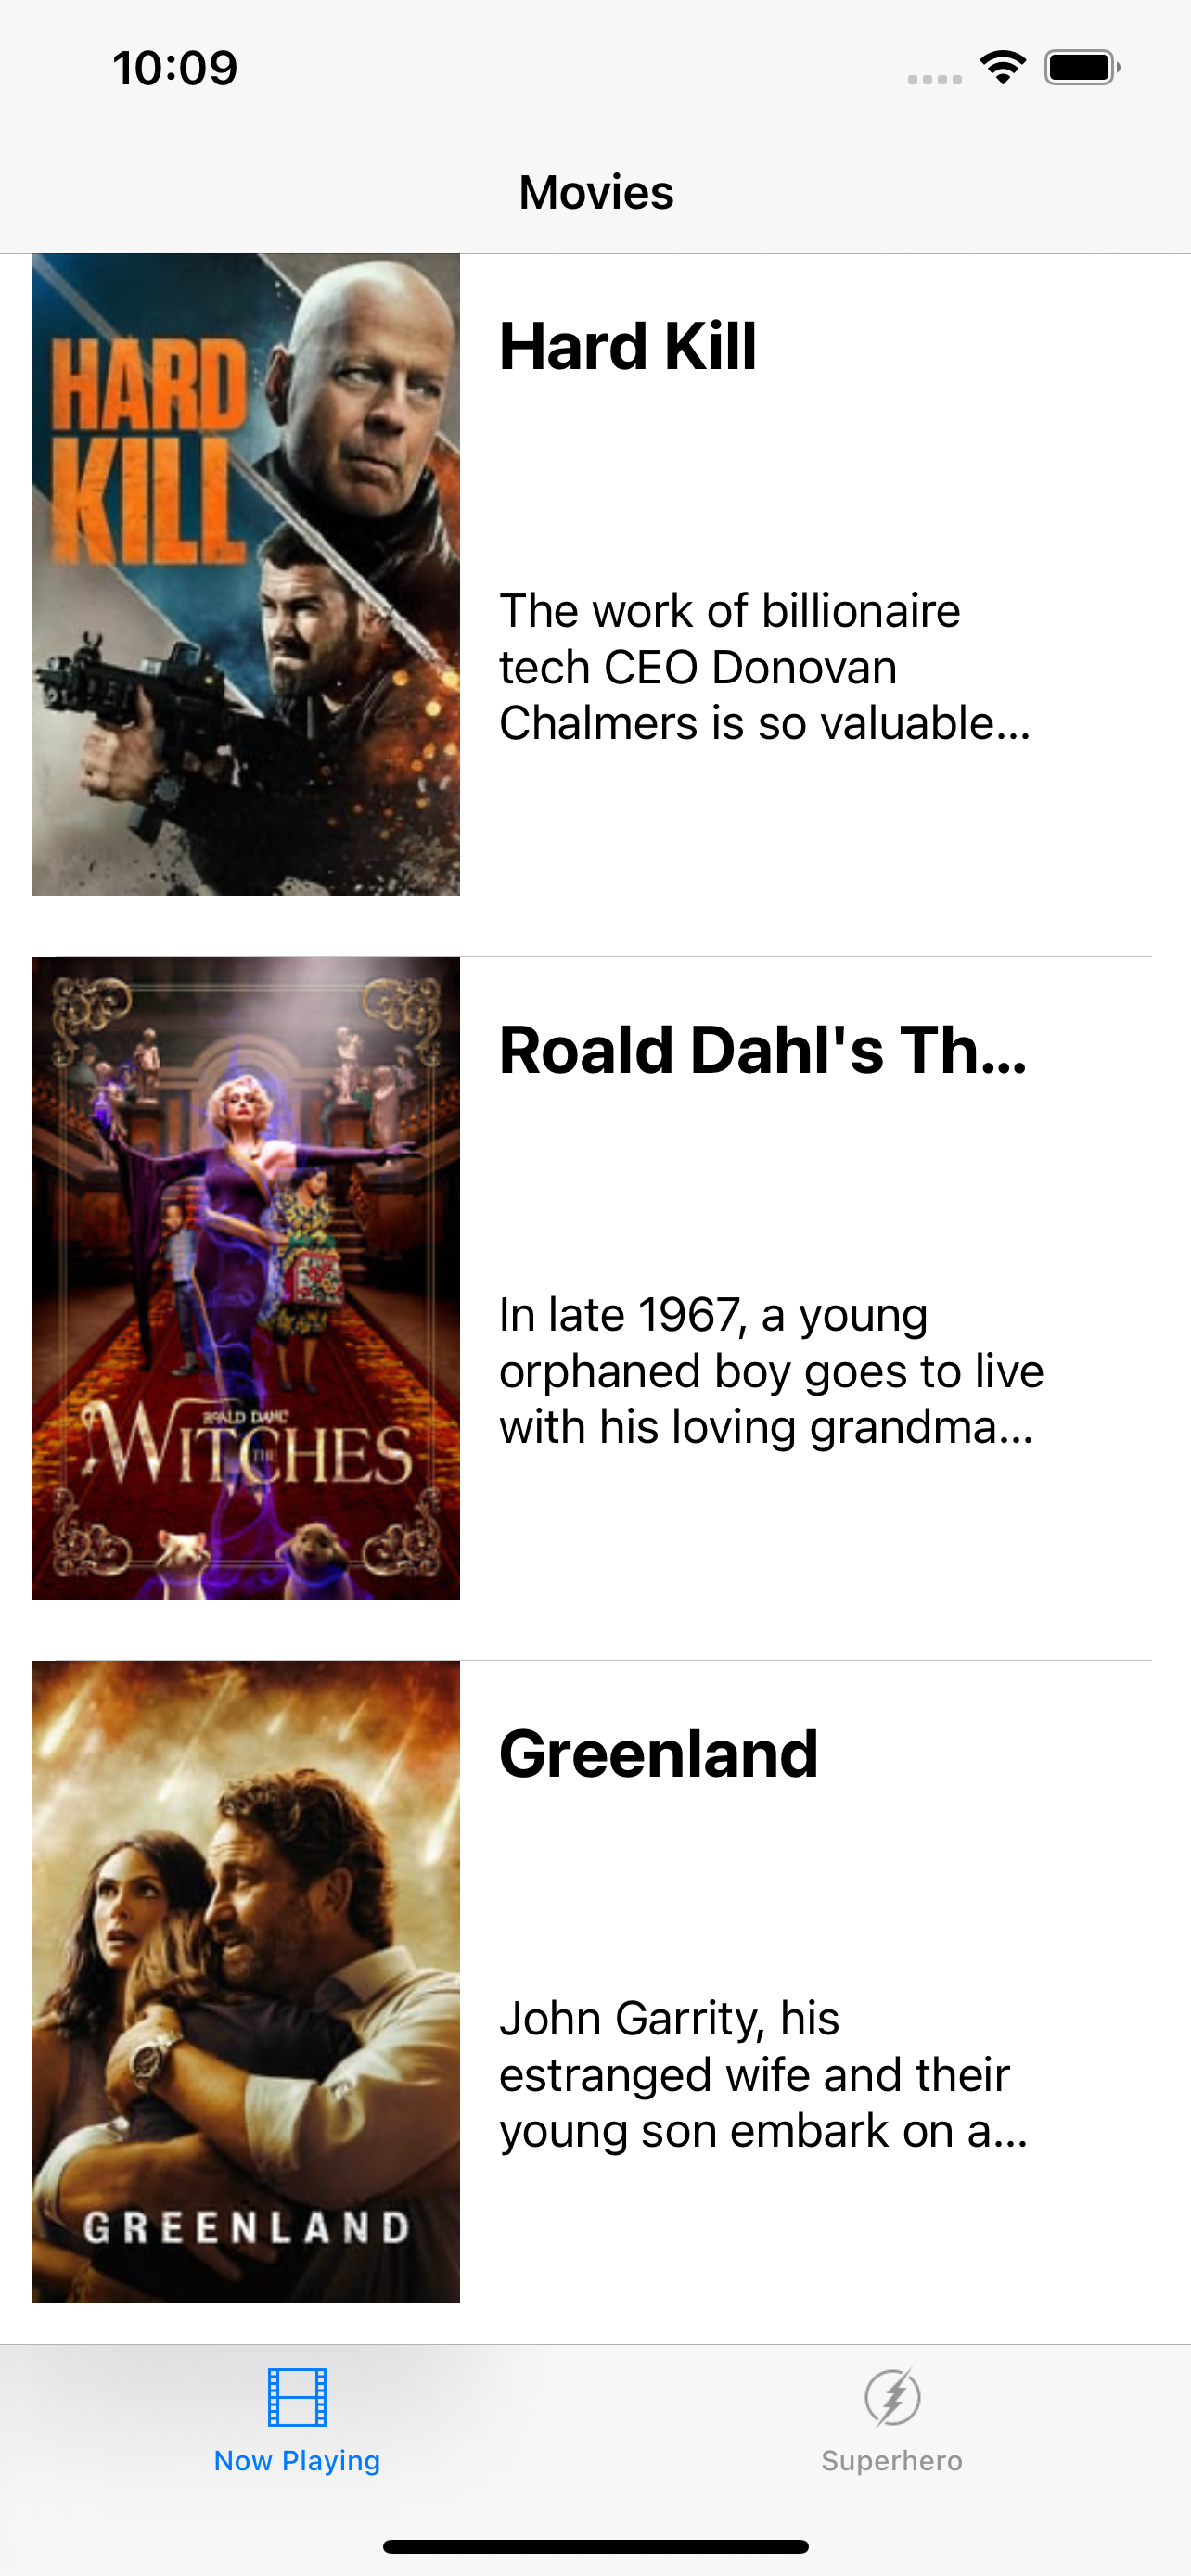 10:09
Movies
HARD
KILL
Hard Kill
The work of billionaire
tech CEO Donovan
Chalmers is so valuable...
Roald Dahl's Th...
In late 1967, a young
orphaned boy goes to live
with his loving grandma...
ROALD DAHL'S
THE
WITCHES
Greenland
John Garrity, his
estranged wife and their
young son embark on a...
GREENLAND
Now Playing
Superhero